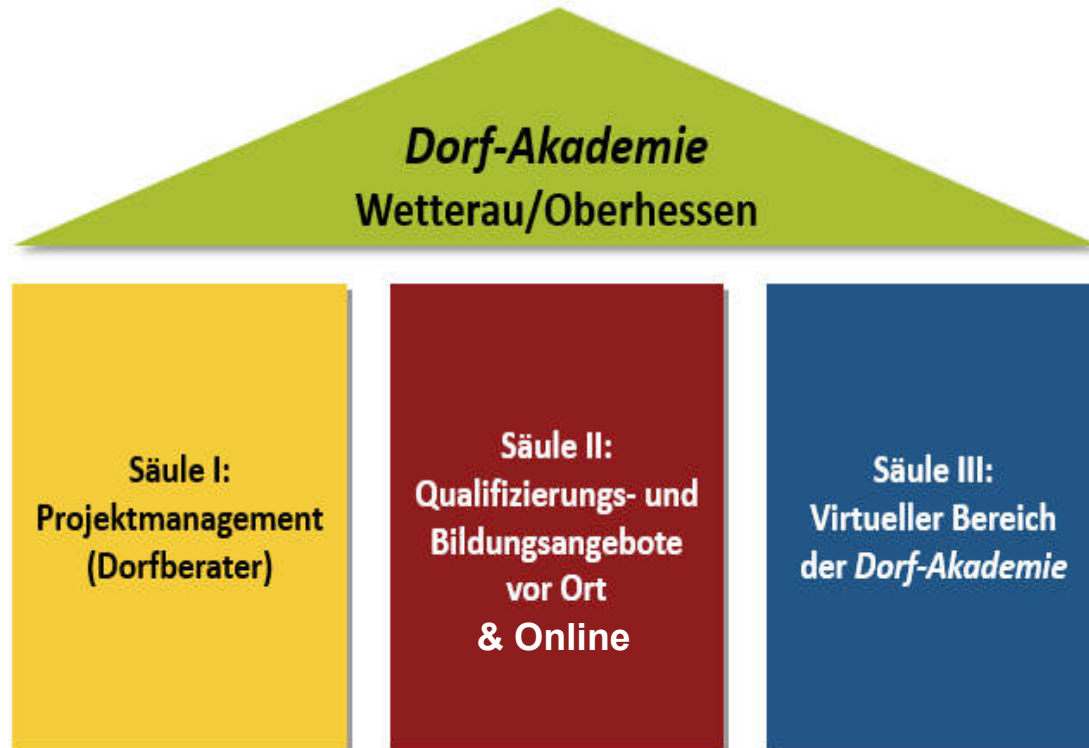 Dorf-Akademie
Wetterau/Oberhessen
Säule I:
Projektmanagement
(Dorfberater)
Säule II:
Qualifizierungs- und
Bildungsangebote
vor Ort
& Online
Säule III:
Virtueller Bereich
der Dorf-Akademie